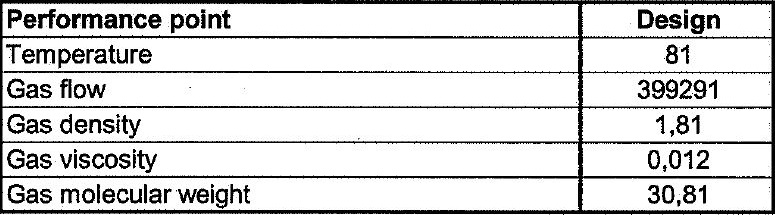 Performance point Design
Temperature 81
Gas flow 399291
Gas density 1,81
Gas viscosity 0,012
Gas molecular weight 30,81